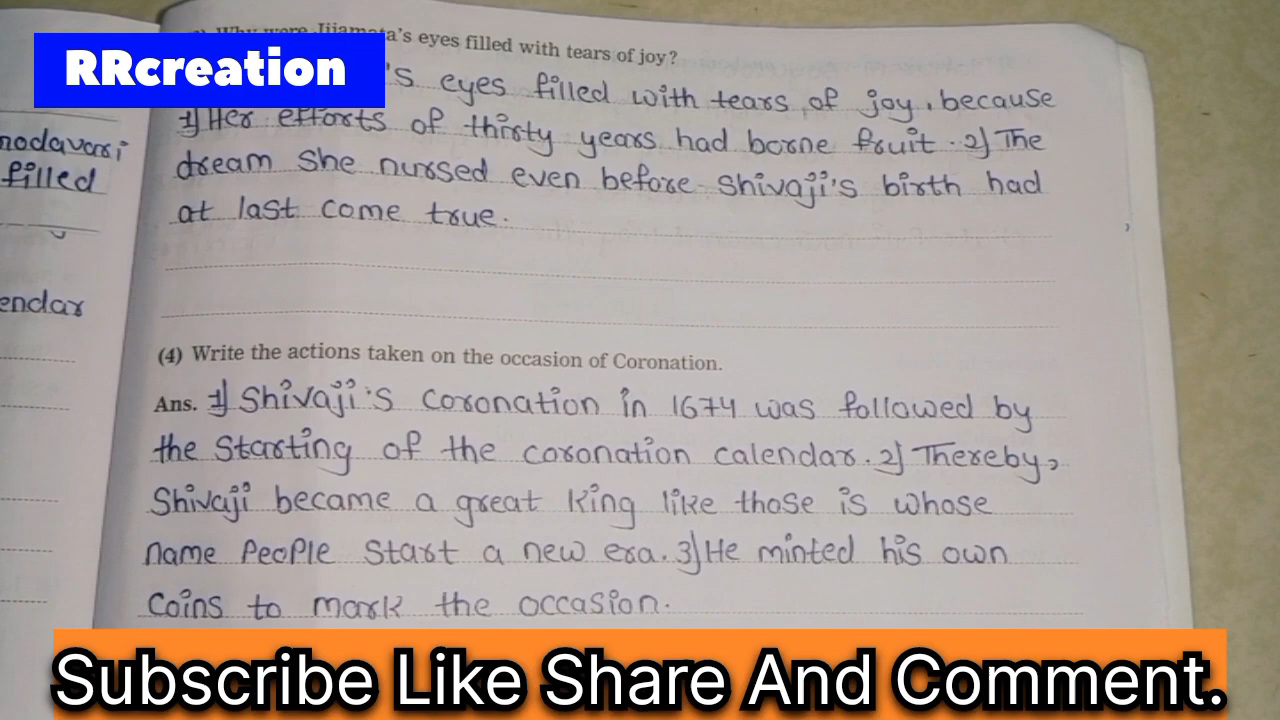 RRcreation
Why were Jijamata's eyes filled with tears of joy?
's eyes filled with tears of joy, because
1) Her efforts of thirty years had borne fruit. 2) The
dream she nursed even before Shivaji's birth had
at last come true.
filled
endar
(4) Write the actions taken on the occasion of Coronation.
Ans. 1) Shivaji's coronation in 1674 was followed by
the Starting of the coronation calendar. 2) Thereby,
Shivaji became a great king like those is whose
name People Start a new era. 3) He minted his own
Coins to mark the occasion.
Subscribe Like Share And Comment.